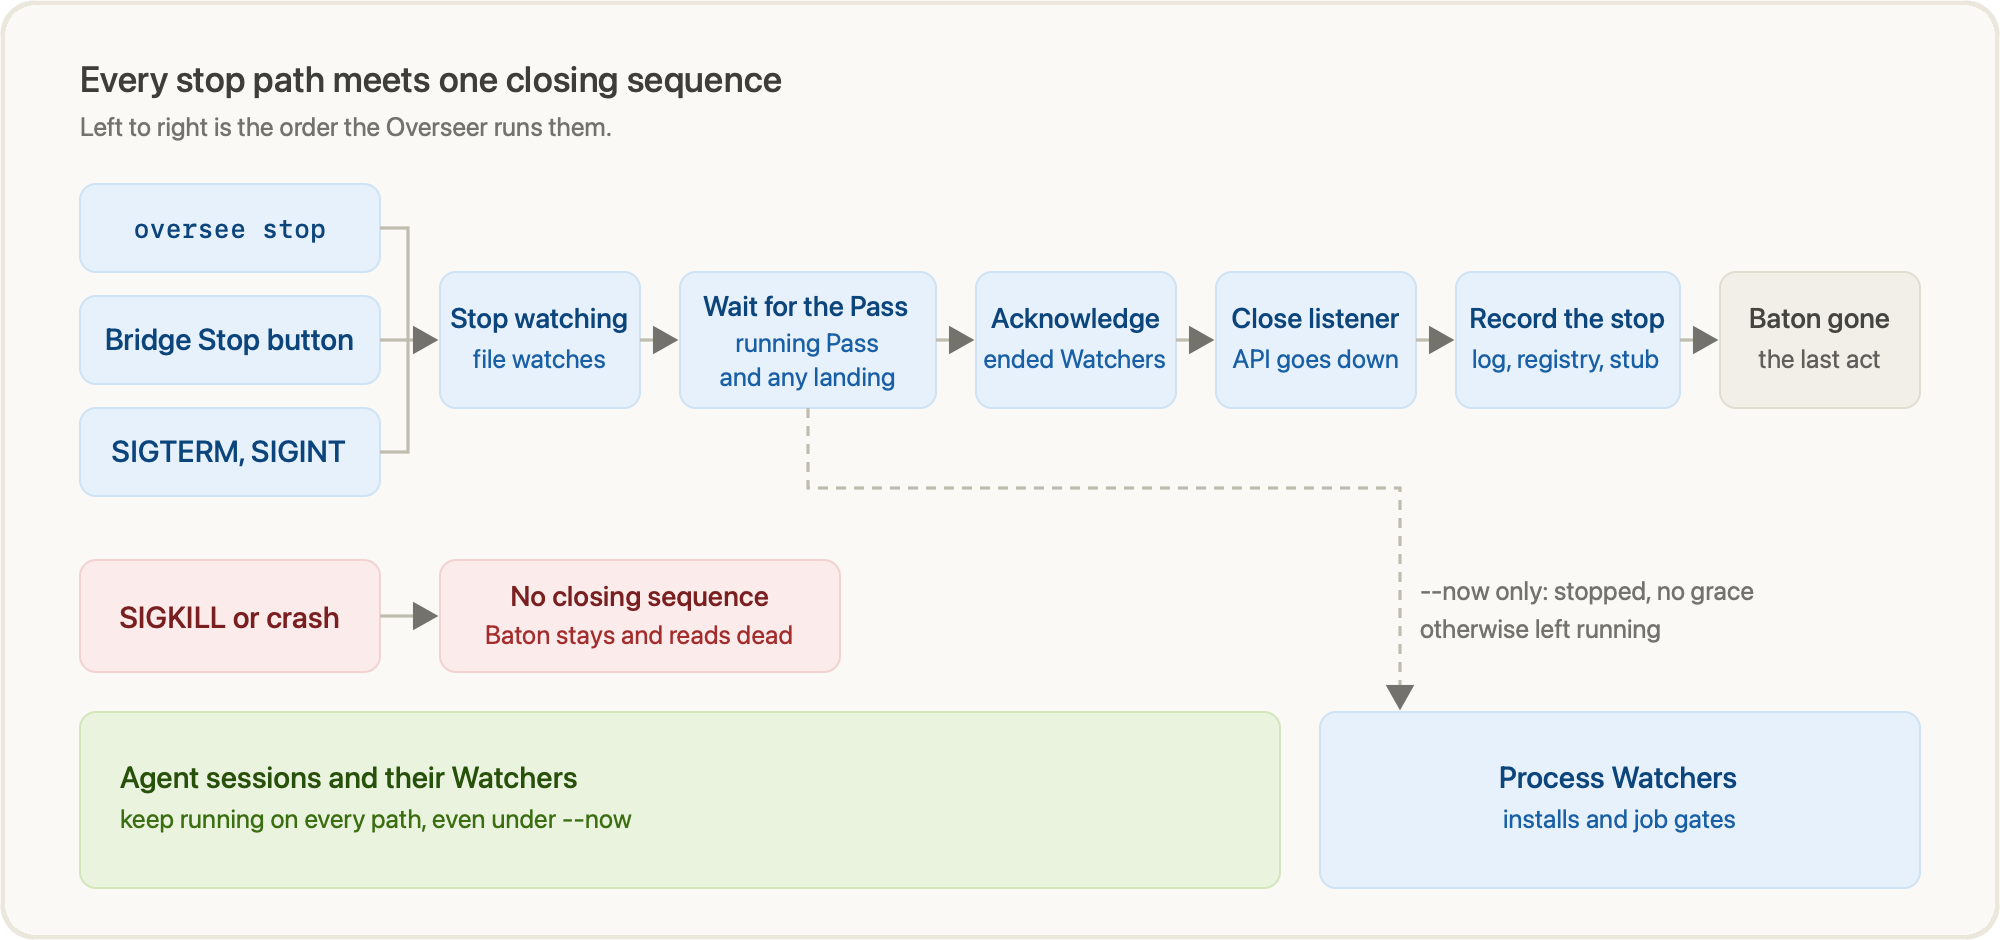 Every stop path meets one closing sequence
Left to right is the order the Overseer runs them.
oversee stop
Bridge Stop button
SIGTERM, SIGINT
Stop watching
file watches
Wait for the Pass
running Pass
and any landing
Acknowledge
ended Watchers
Close listener
API goes down
Record the stop
log, registry, stub
Baton gone
the last act
SIGKILL or crash
No closing sequence
Baton stays and reads dead
--now only: stopped, no grace
otherwise left running
Agent sessions and their Watchers
keep running on every path, even under --now
Process Watchers
installs and job gates